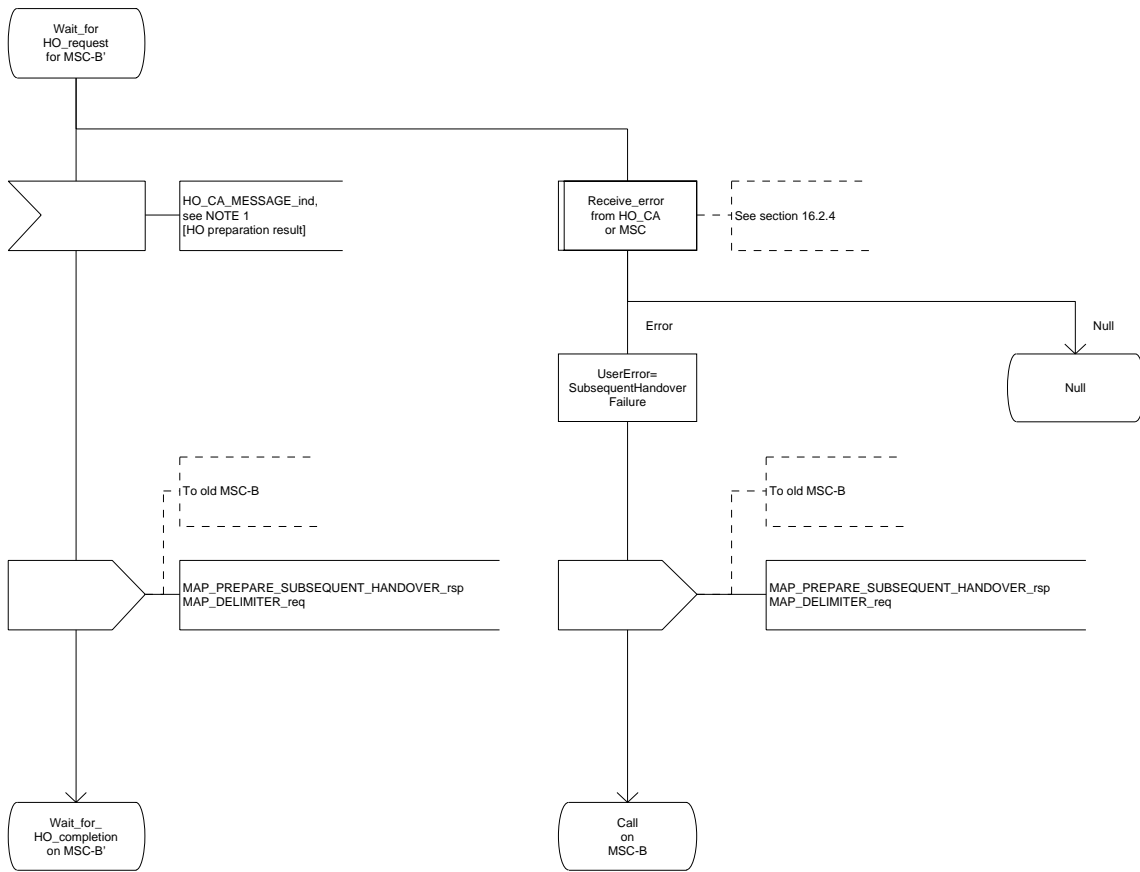 Wait_for
HO_request
for MSC-B'
HO_CA_MESSAGE_ind,
see NOTE 1
[HO preparation result]
Receive_error
from HO_CA
or MSC
See section 16.2.4
Error
Null
UserError=
SubsequentHandover
Failure
Null
To old MSC-B
To old MSC-B
MAP_PREPARE_SUBSEQUENT_HANDOVER_rsp
MAP_DELIMITER_req
MAP_PREPARE_SUBSEQUENT_HANDOVER_rsp
MAP_DELIMITER_req
Wait_for_
HO_completion
on MSC-B'
Call
on
MSC-B